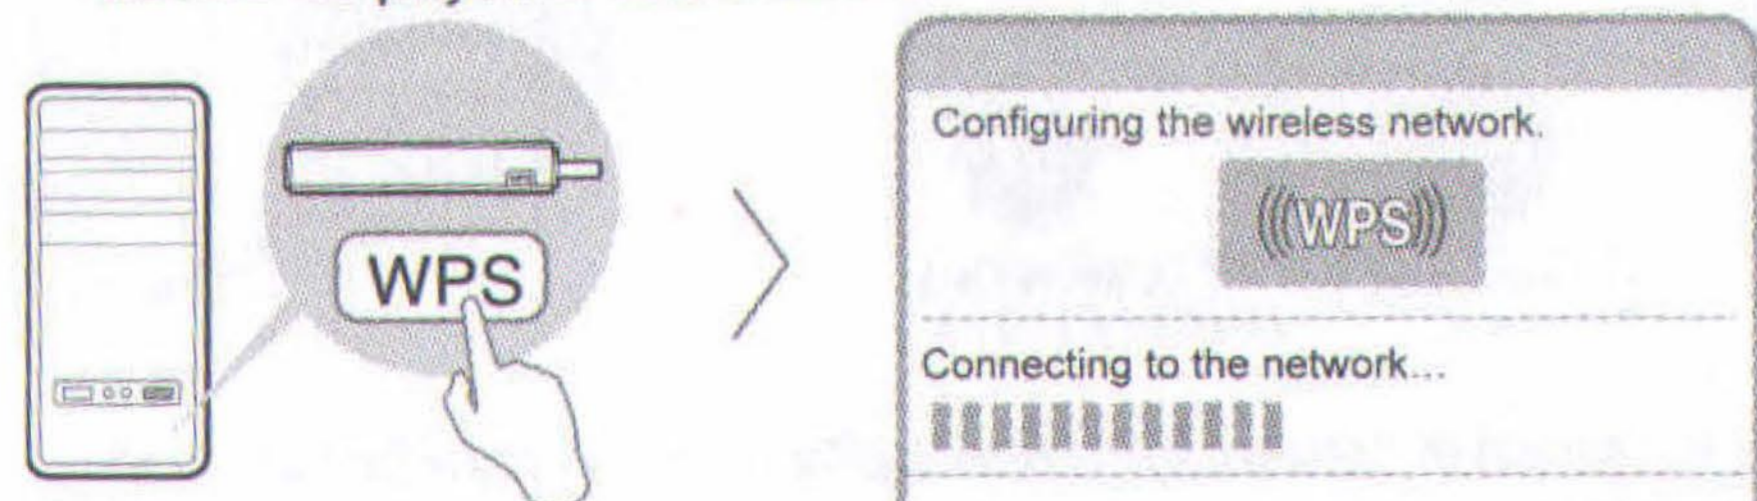 WPS
Configuring the wireless network.
(((WPS)))
Connecting to the network...